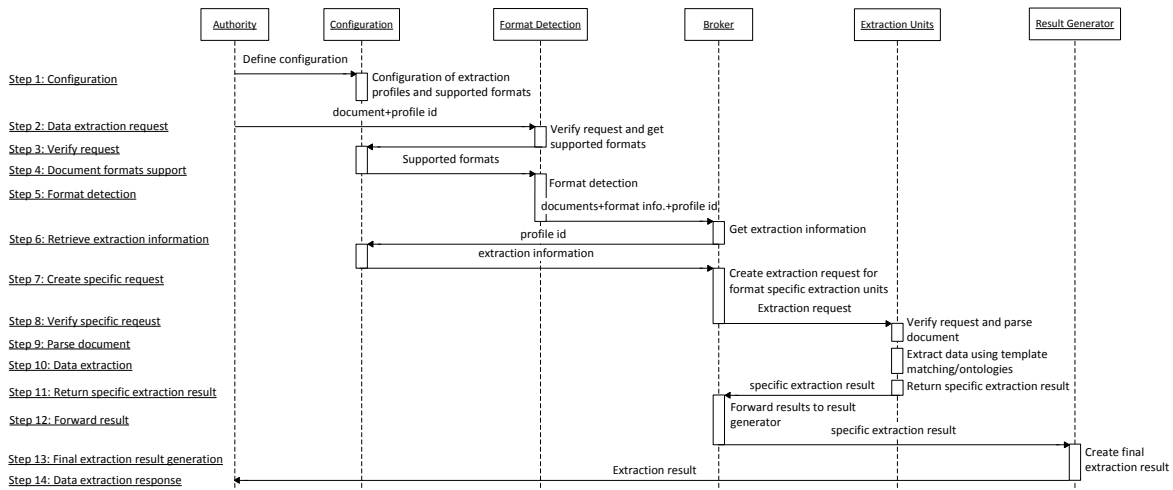 Authority
Configuration
Format Detection
Broker
Extraction Units
Result Generator
Define configuration
Step 1: Configuration
Configuration of extraction
profiles and supported formats
document+profile id
Step 2: Data extraction request
Verify request and get
supported formats
Step 3: Verify request
Supported formats
Step 4: Document formats support
Format detection
Step 5: Format detection
documents+format info.+profile id
Get extraction information
profile id
Step 6: Retrieve extraction information
extraction information
Step 7: Create specific request
Create extraction request for
format specific extraction units
Extraction request
Step 8: Verify specific reqeust
Verify request and parse
document
Step 9: Parse document
Extract data using template
matching/ontologies
Step 10: Data extraction
specific extraction result
Return specific extraction result
Step 11: Return specific extraction result
Forward results to result
generator
Step 12: Forward result
specific extraction result
Create final
extraction result
Step 13: Final extraction result generation
Extraction result
Step 14: Data extraction response